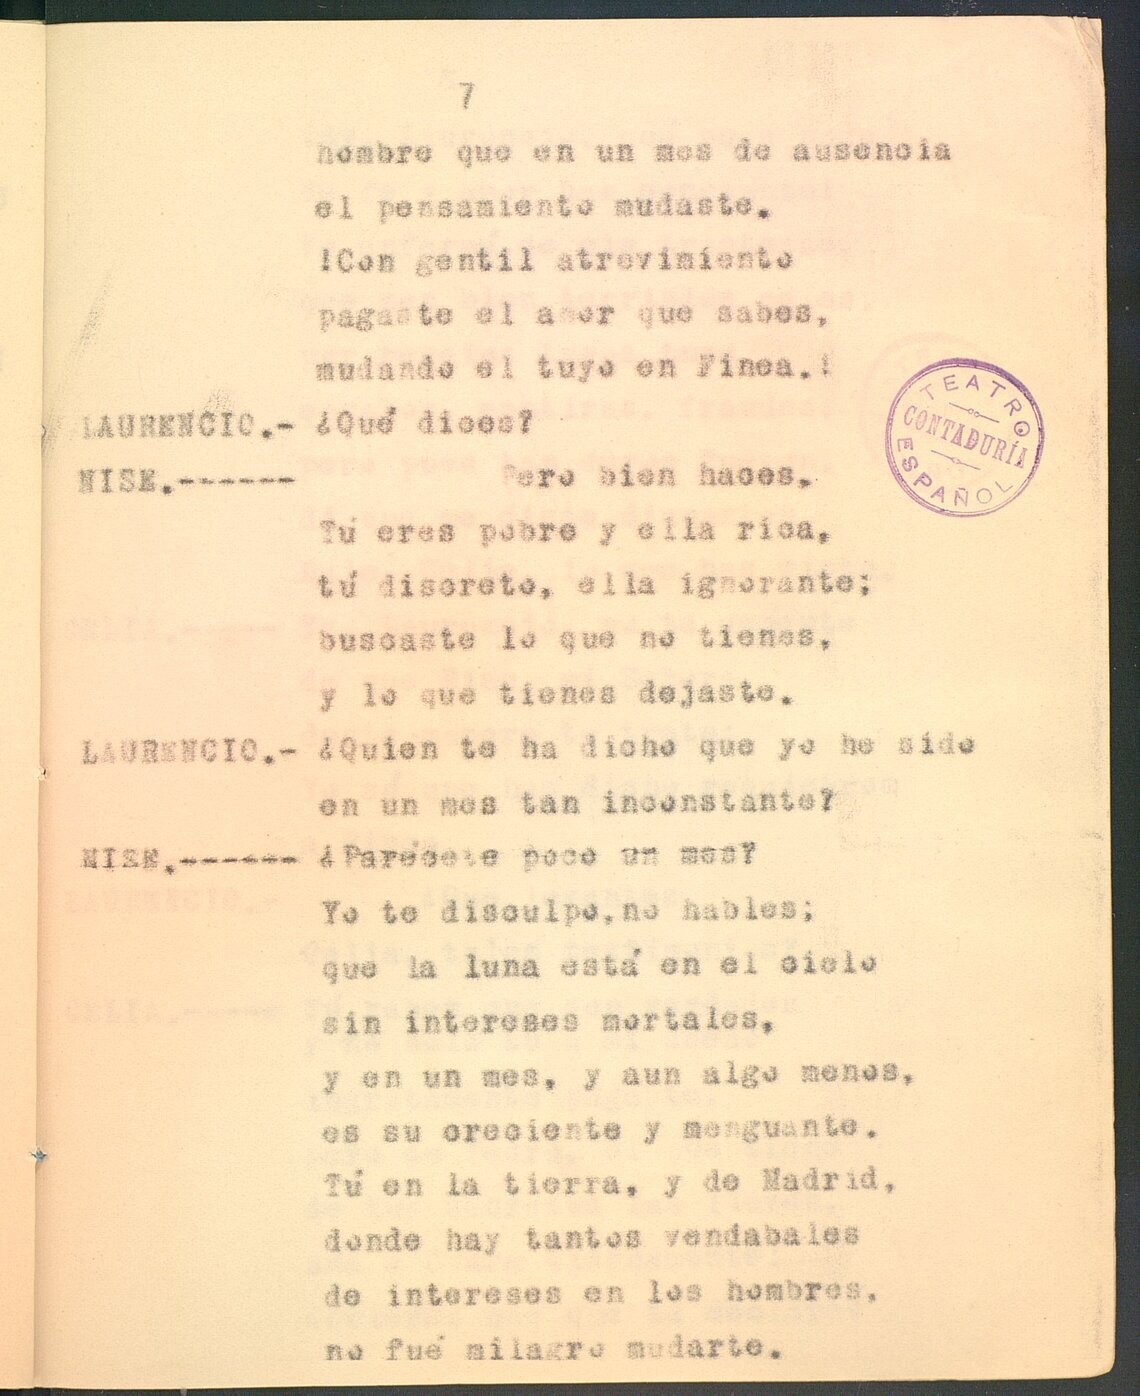 7
hombre que en un mes de ausencia
el pensamiento mudaste.
!Con gentil atrevimiento
pagaste el amor que sabes,
mudando el tuyo en Finea.!
LAURENCIO.- ¿Qué dices?
NISE.------ Pero bien haces.
Tú eres pobre y ella rica,
tú discreto, ella ignorante;
buscaste lo que no tienes,
y lo que tienes dejaste.
LAURENCIO.- ¿Quien te ha dicho que yo he sido
en un mes tan inconstante?
NISE.------ ¿Parécete poco un mes?
Yo te disculpo,no hables;
que la luna está en el cielo
sin intereses mortales,
y en un mes, y aun algo menos,
es su creciente y menguante.
Tú en la tierra, y de Madrid,
donde hay tantos vendabales
de intereses en los hombres,
no fué milagro mudarte.
TEATRO
CONTADURÍA
ESPAÑOL